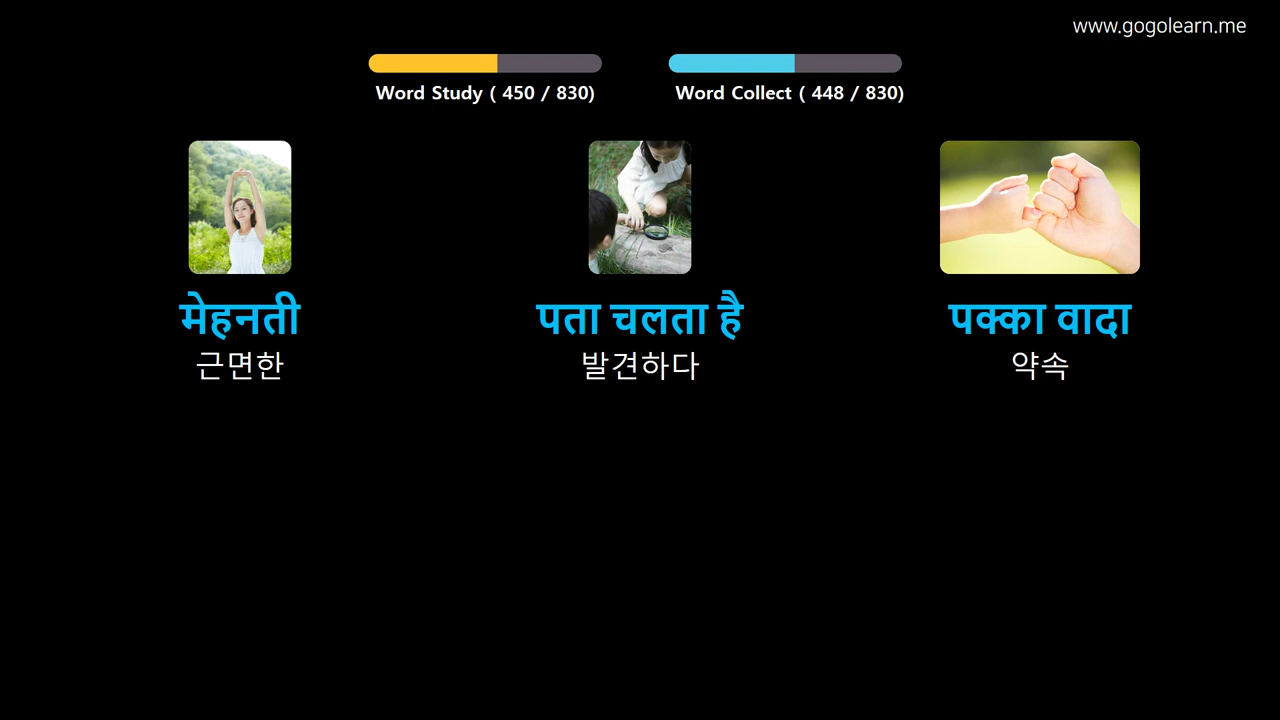 www.gogolearn.me
Word Study ( 450 / 830)
Word Collect ( 448 / 830)
मेहनती
पता चलता है
पक्का वादा
근면한
발견하다
약속